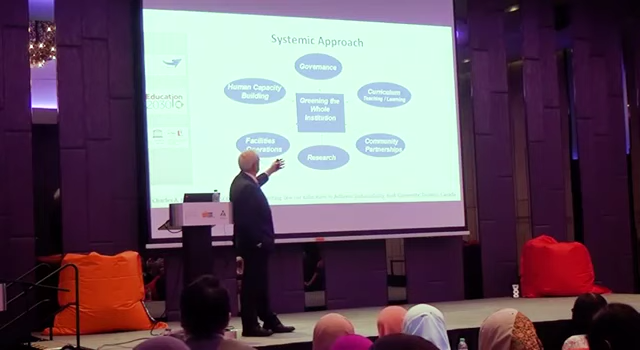 Systemic Approach
Governance
Human Capacity
Building
Curriculum
Teaching / Learning
Greening the
Whole
Institution
Education
Facilities
Operations
Community
Partnerships
Research